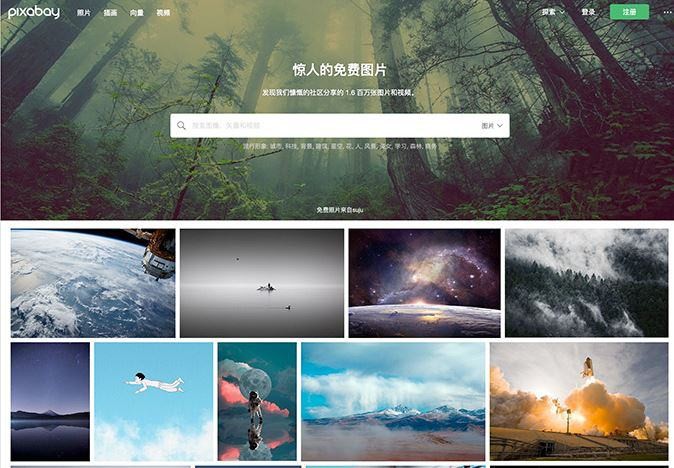 pixabay 照片 插画 向量 视频 探索 登录 注册
惊人的免费图片
发现我们慷慨的社区分享的 1.6 百万张图片和视频。
搜索图像、矢量和视频 图片
流行形象: 城市, 科技, 背景, 建筑, 星空, 花, 人, 风景, 美女, 学习, 森林, 商务
免费照片来自suju